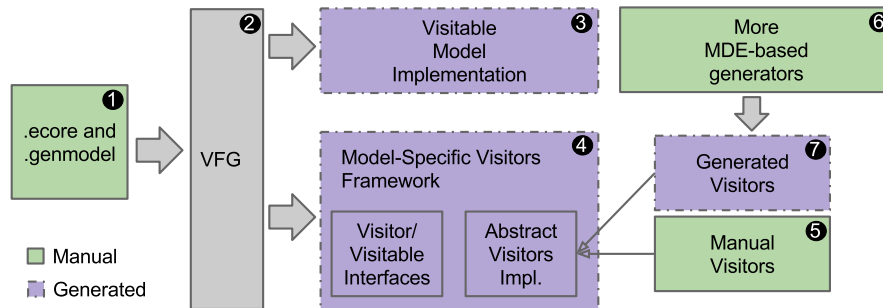 1
.ecore and
.genmodel
2
VFG
3
Visitable
Model
Implementation
4
Model-Specific Visitors
Framework
Visitor/
Visitable
Interfaces
Abstract
Visitors
Impl.
6
More
MDE-based
generators
7
Generated
Visitors
5
Manual
Visitors
Manual
Generated